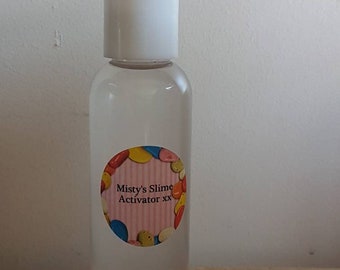 Misty's Slime
Activator xx